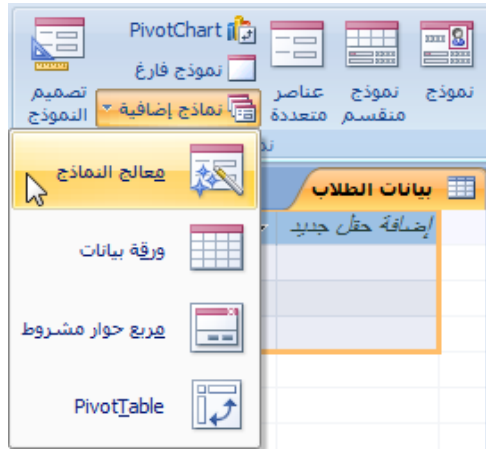 نموذج
نموذج منقسم
عناصر متعددة
PivotChart
نموذج فارغ
نماذج إضافية
تصميم النموذج
معالج النماذج
ورقة بيانات
مربع حوار مشروط
PivotTable
بيانات الطلاب
إضافة حقل جديد